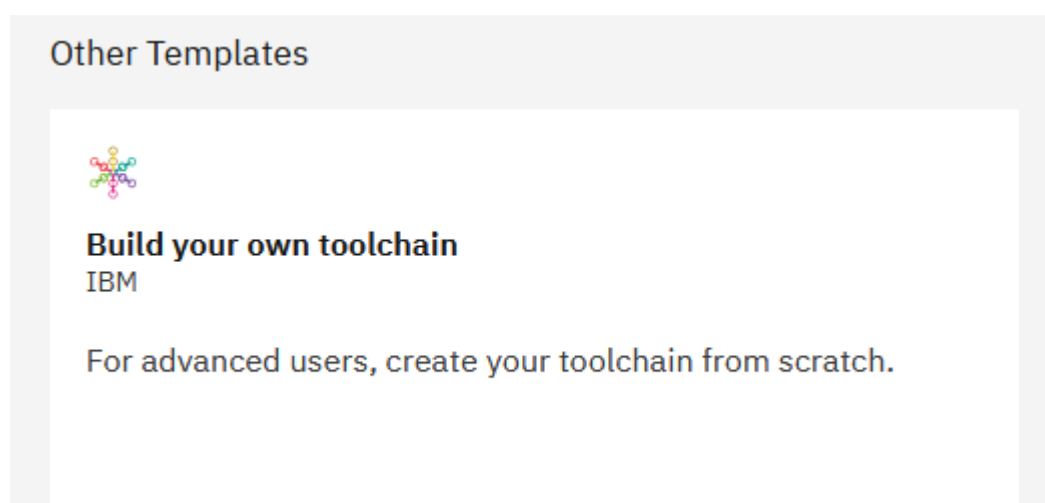 Other Templates
Build your own toolchain
IBM
For advanced users, create your toolchain from scratch.